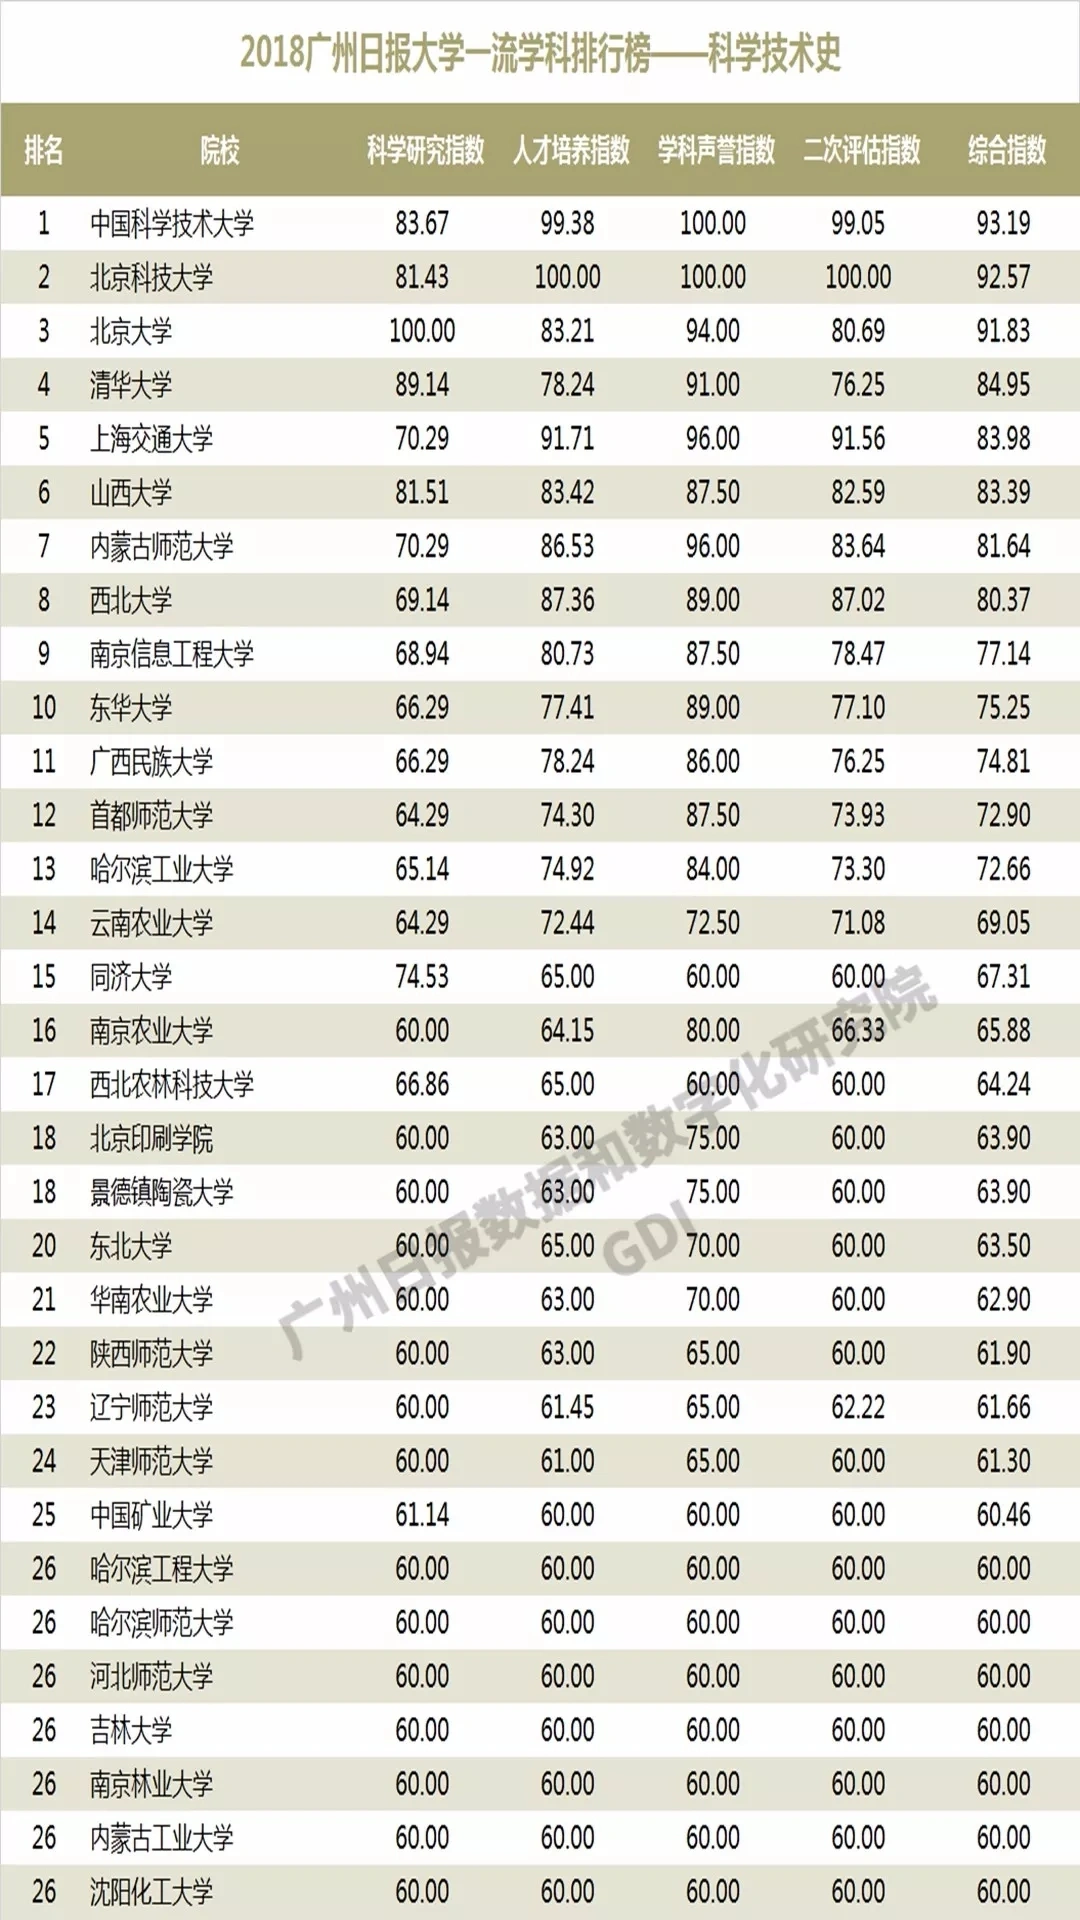 2018广州日报大学一流学科排行榜——科学技术史
排名 院校 科学研究指数 人才培养指数 学科声誉指数 二次评估指数 综合指数
1 中国科学技术大学 83.67 99.38 100.00 99.05 93.19
2 北京科技大学 81.43 100.00 100.00 100.00 92.57
3 北京大学 100.00 83.21 94.00 80.69 91.83
4 清华大学 89.14 78.24 91.00 76.25 84.95
5 上海交通大学 70.29 91.71 96.00 91.56 83.98
6 山西大学 81.51 83.42 87.50 82.59 83.39
7 内蒙古师范大学 70.29 86.53 96.00 83.64 81.64
8 西北大学 69.14 87.36 89.00 87.02 80.37
9 南京信息工程大学 68.94 80.73 87.50 78.47 77.14
10 东华大学 66.29 77.41 89.00 77.10 75.25
11 广西民族大学 66.29 78.24 86.00 76.25 74.81
12 首都师范大学 64.29 74.30 87.50 73.93 72.90
13 哈尔滨工业大学 65.14 74.92 84.00 73.30 72.66
14 云南农业大学 64.29 72.44 72.50 71.08 69.05
15 同济大学 74.53 65.00 60.00 60.00 67.31
16 南京农业大学 60.00 64.15 80.00 66.33 65.88
17 西北农林科技大学 66.86 65.00 60.00 60.00 64.24
18 北京印刷学院 60.00 63.00 75.00 60.00 63.90
18 景德镇陶瓷大学 60.00 63.00 75.00 60.00 63.90
20 东北大学 60.00 65.00 70.00 60.00 63.50
21 华南农业大学 60.00 63.00 70.00 60.00 62.90
22 陕西师范大学 60.00 63.00 65.00 60.00 61.90
23 辽宁师范大学 60.00 61.45 65.00 62.22 61.66
24 天津师范大学 60.00 61.00 65.00 60.00 61.30
25 中国矿业大学 61.14 60.00 60.00 60.00 60.46
26 哈尔滨工程大学 60.00 60.00 60.00 60.00 60.00
26 哈尔滨师范大学 60.00 60.00 60.00 60.00 60.00
26 河北师范大学 60.00 60.00 60.00 60.00 60.00
26 吉林大学 60.00 60.00 60.00 60.00 60.00
26 南京林业大学 60.00 60.00 60.00 60.00 60.00
26 内蒙古工业大学 60.00 60.00 60.00 60.00 60.00
26 沈阳化工大学 60.00 60.00 60.00 60.00 60.00
广州日报数据和数字化研究院
GDI